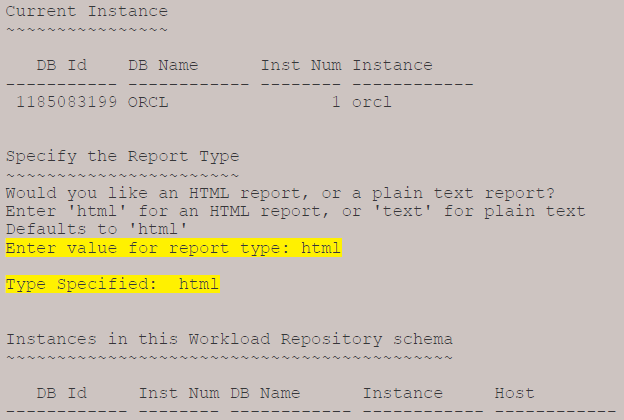 Current Instance
~~~~~~~~~~~~~~~~
DB Id DB Name Inst Num Instance
----------- ------------ -------- ------------
1185083199 ORCL 1 orcl
Specify the Report Type
~~~~~~~~~~~~~~~~~~~~~~~
Would you like an HTML report, or a plain text report?
Enter 'html' for an HTML report, or 'text' for plain text
Defaults to 'html'
Enter value for report type: html
Type Specified: html
Instances in this Workload Repository schema
~~~~~~~~~~~~~~~~~~~~~~~~~~~~~~~~~~~~~~~~~~~~
DB Id Inst Num DB Name Instance Host
------------ -------- ------------ ------------ ------------